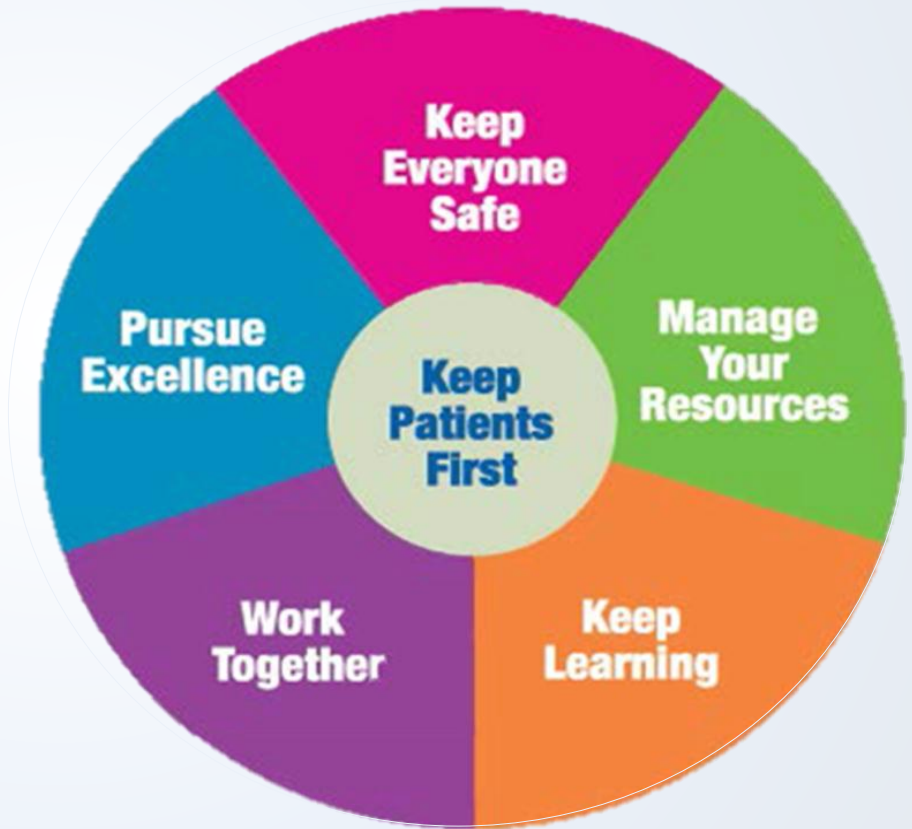 Keep
Everyone
Safe
Manage
Your
Resources
Keep
Learning
Work
Together
Pursue
Excellence
Keep
Patients
First